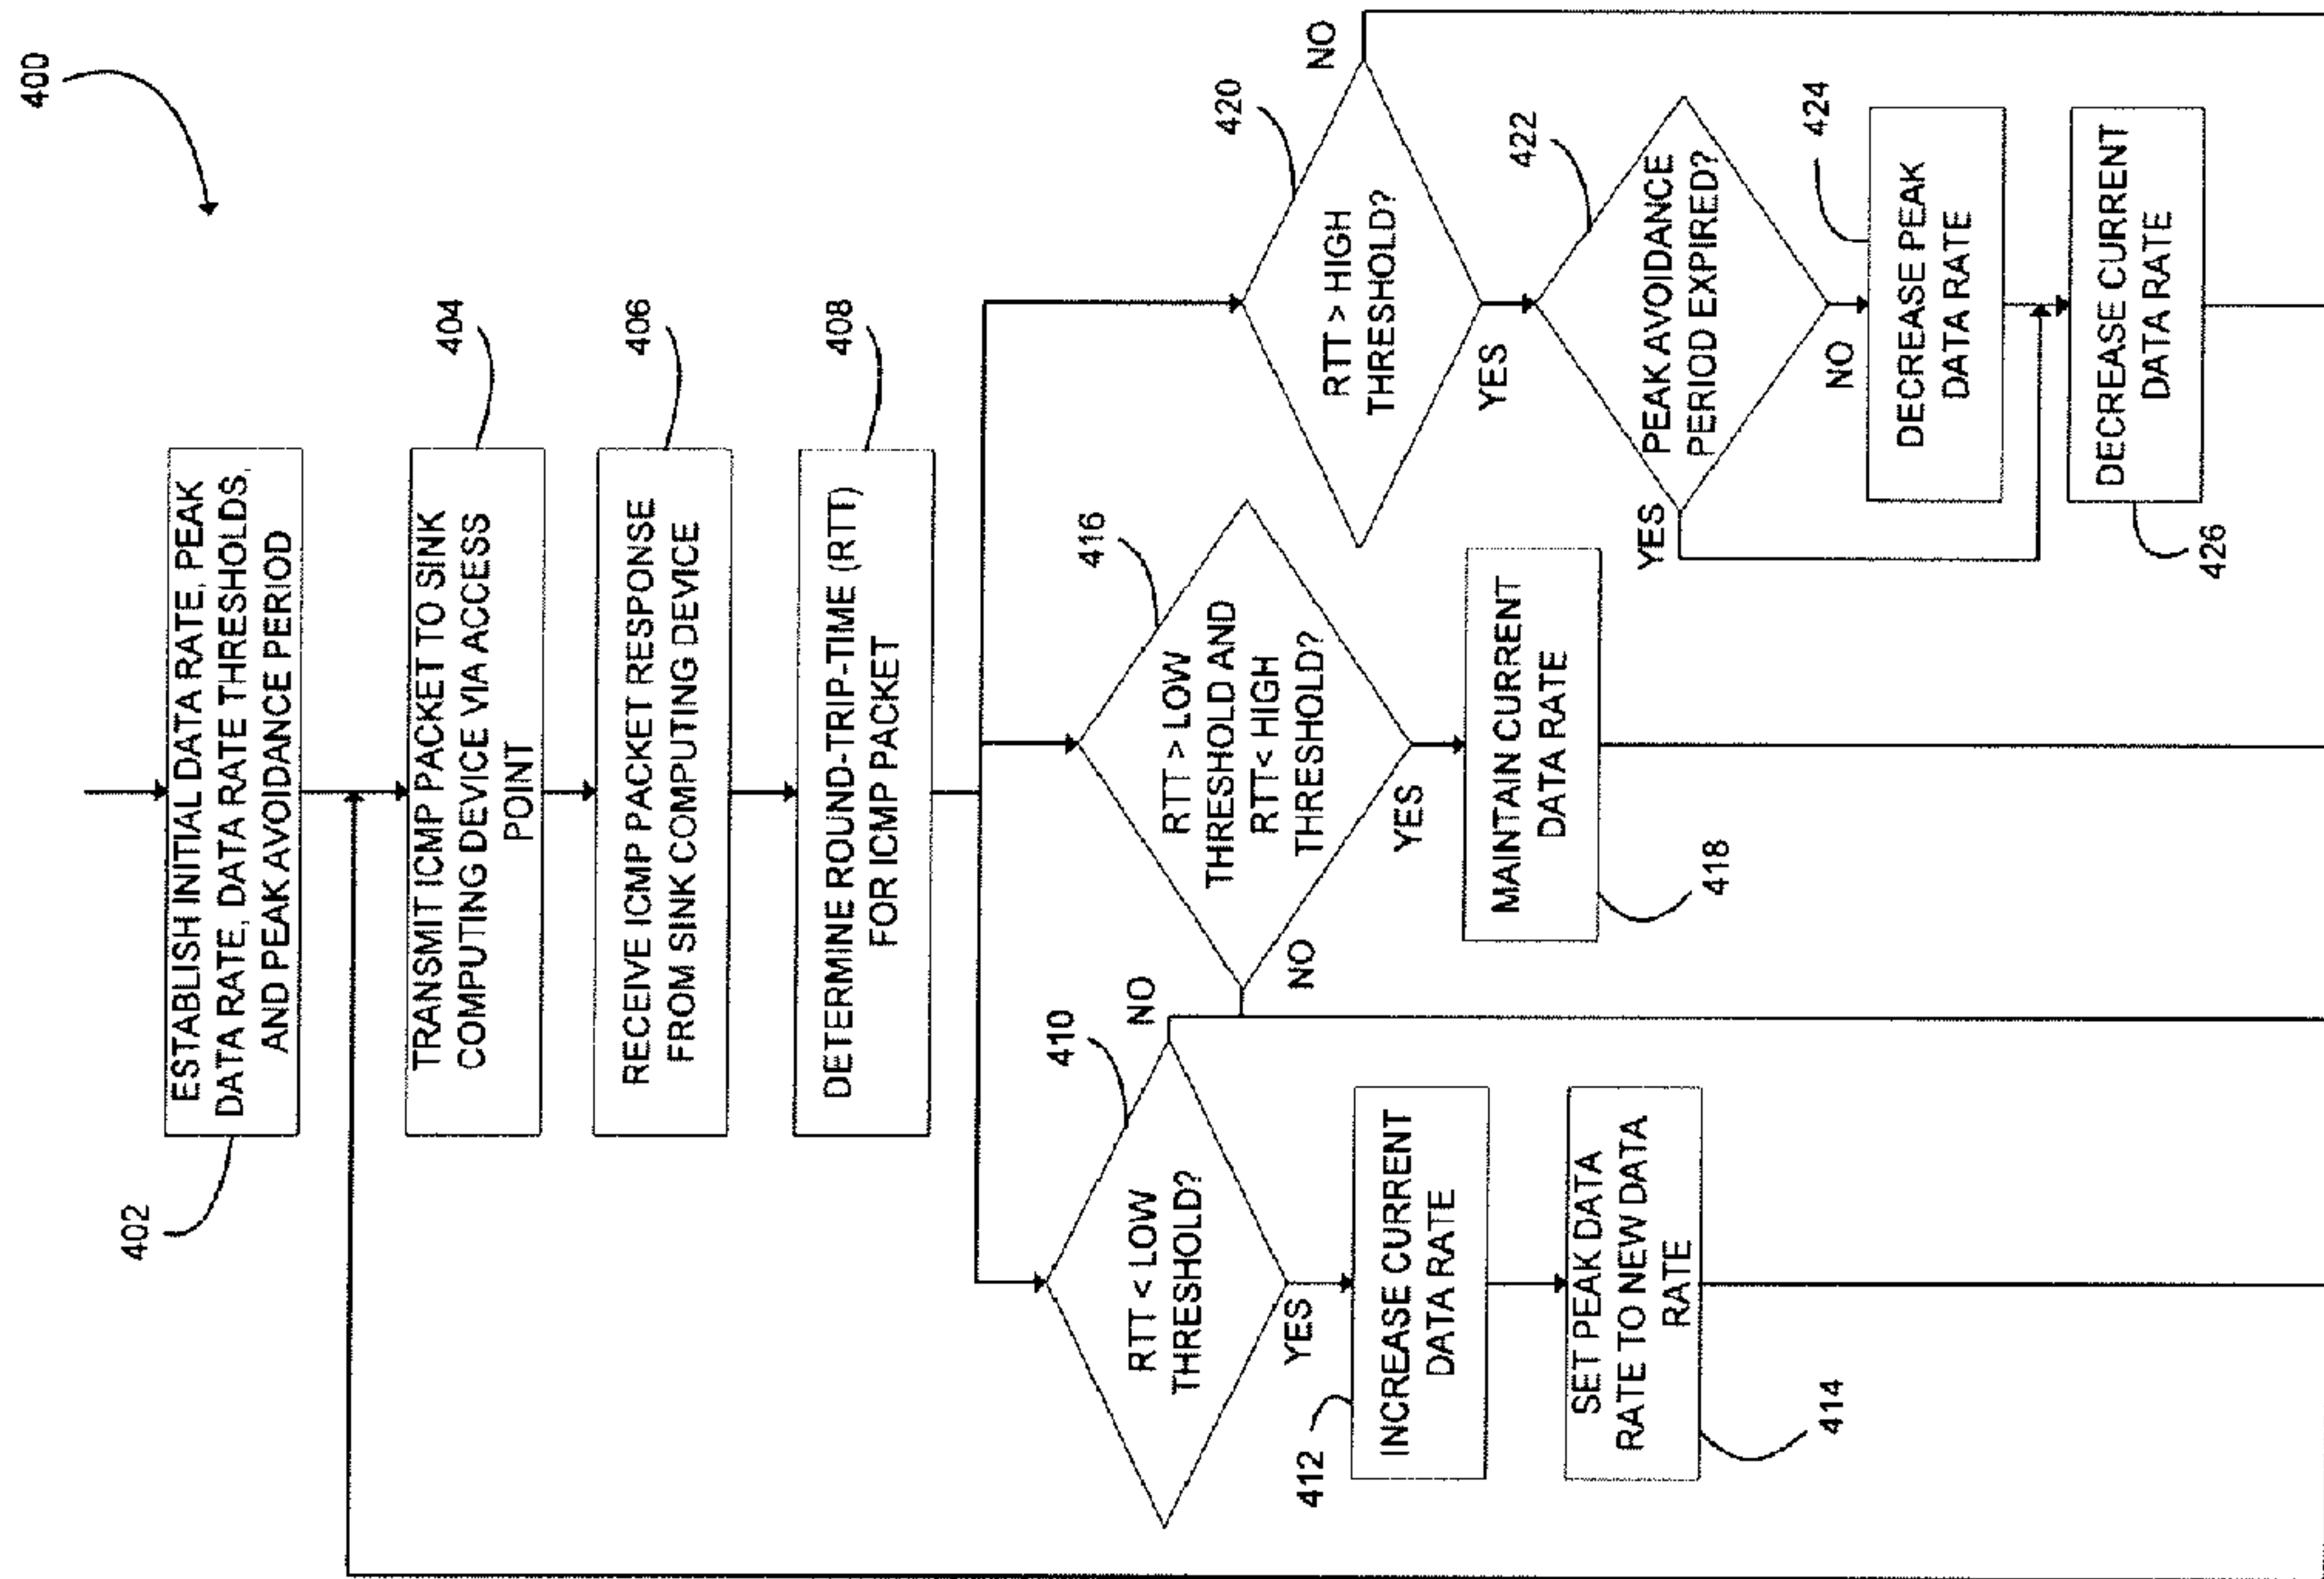 400
402
ESTABLISH INITIAL DATA RATE, PEAK
DATA RATE, DATA RATE THRESHOLDS,
AND PEAK AVOIDANCE PERIOD
404
TRANSMIT ICMP PACKET TO SINK
COMPUTING DEVICE VIA ACCESS
POINT
406
RECEIVE ICMP PACKET RESPONSE
FROM SINK COMPUTING DEVICE
408
DETERMINE ROUND-TRIP-TIME (RTT)
FOR ICMP PACKET
410
RTT < LOW
THRESHOLD?
NO
YES
412
INCREASE CURRENT
DATA RATE
SET PEAK DATA
RATE TO NEW DATA
RATE
414
416
RTT > LOW
THRESHOLD AND
RTT< HIGH
THRESHOLD?
NO
YES
MAINTAIN CURRENT
DATA RATE
418
420
RTT > HIGH
THRESHOLD?
NO
YES
422
PEAK AVOIDANCE
PERIOD EXPIRED?
YES
NO
424
DECREASE PEAK
DATA RATE
DECREASE CURRENT
DATA RATE
426